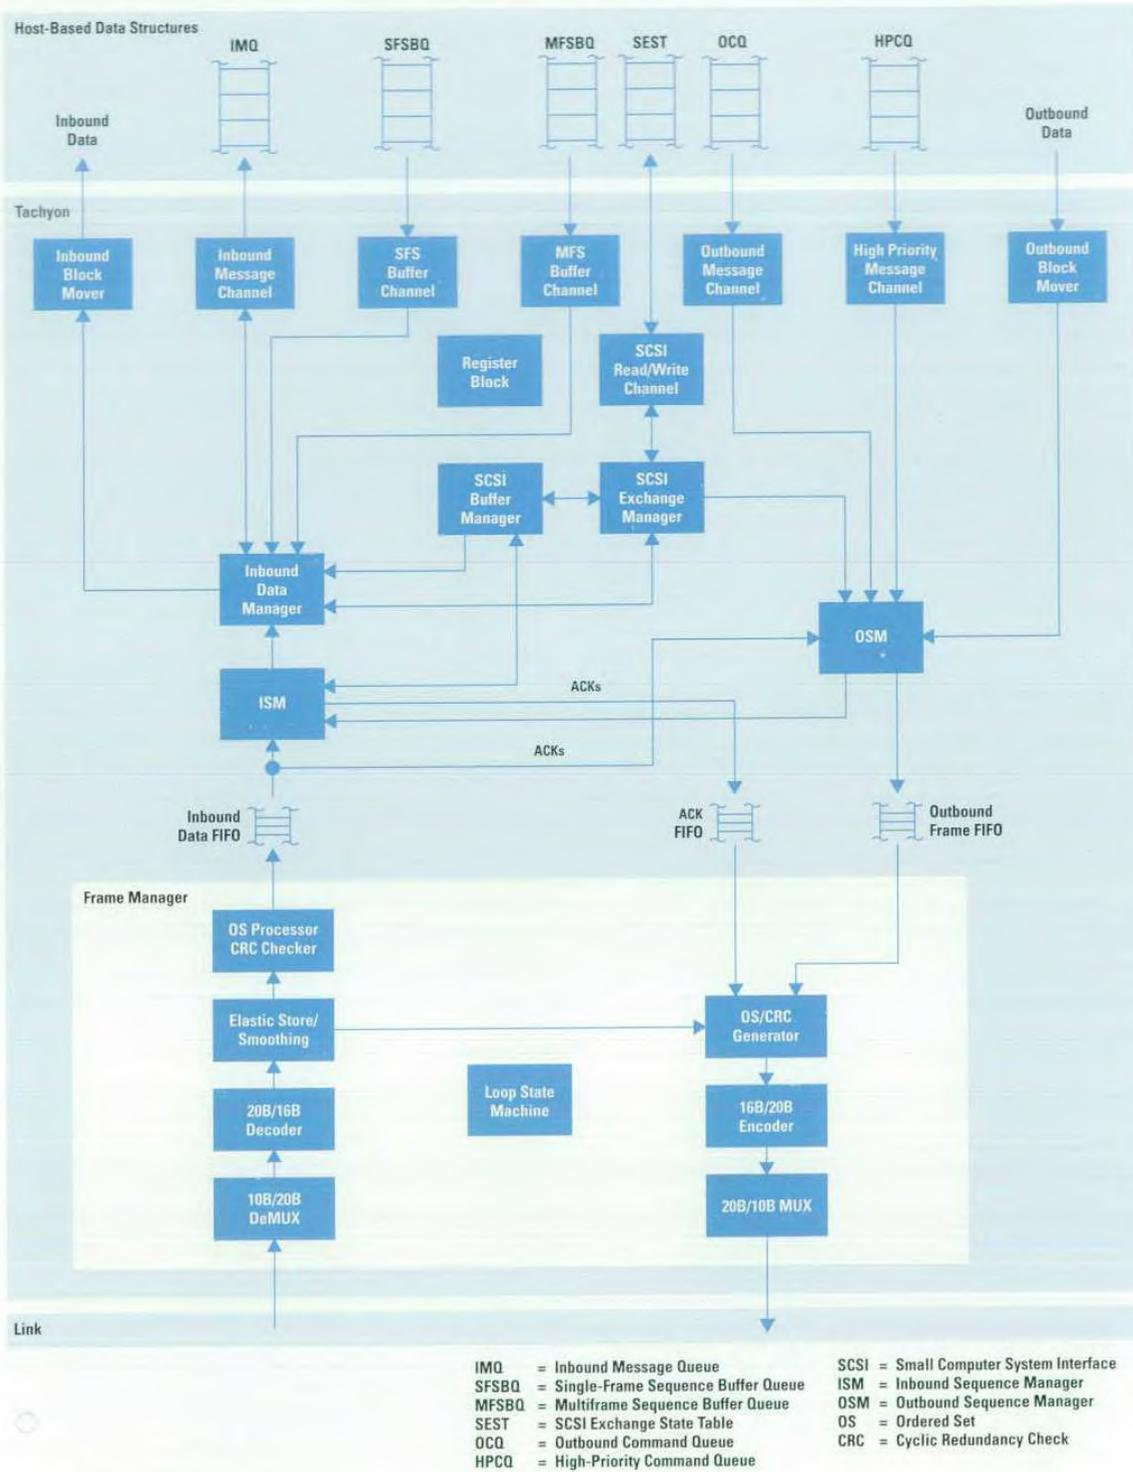 Host-Based Data Structures
IMQ
SFSBQ
MFSBQ
SEST
OCQ
HPCQ
Inbound
Data
Outbound
Data
Tachyon
Inbound
Block
Mover
Inbound
Message
Channel
SFS
Buffer
Channel
MFS
Buffer
Channel
Outbound
Message
Channel
High Priority
Message
Channel
Outbound
Block
Mover
Register
Block
SCSI
Read/Write
Channel
SCSI
Buffer
Manager
SCSI
Exchange
Manager
Inbound
Data
Manager
OSM
ISM
ACKs
ACKs
Inbound
Data FIFO
ACK
FIFO
Outbound
Frame FIFO
Frame Manager
OS Processor
CRC Checker
Elastic Store/
Smoothing
OS/CRC
Generator
Loop State
Machine
20B/16B
Decoder
16B/20B
Encoder
10B/20B
DeMUX
20B/10B MUX
Link
IMQ = Inbound Message Queue
SFSBQ = Single-Frame Sequence Buffer Queue
MFSBQ = Multiframe Sequence Buffer Queue
SEST = SCSI Exchange State Table
OCQ = Outbound Command Queue
HPCQ = High-Priority Command Queue
SCSI = Small Computer System Interface
ISM = Inbound Sequence Manager
OSM = Outbound Sequence Manager
OS = Ordered Set
CRC = Cyclic Redundancy Check